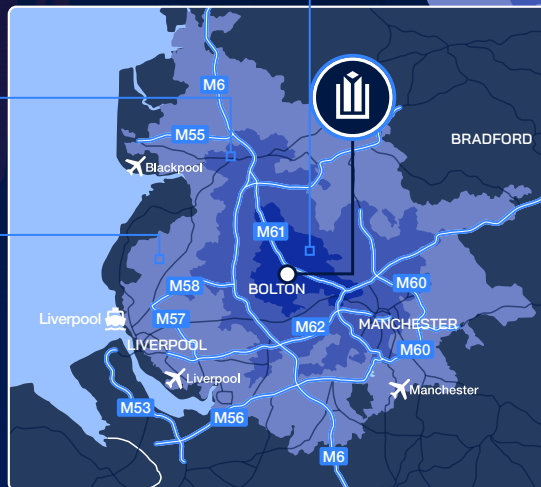 M6
M55
BRADFORD
Blackpool
M61
M60
M58
BOLTON
Liverpool
M57
M62
MANCHESTER
LIVERPOOL
M60
Liverpool
Manchester
M53
M56
M6